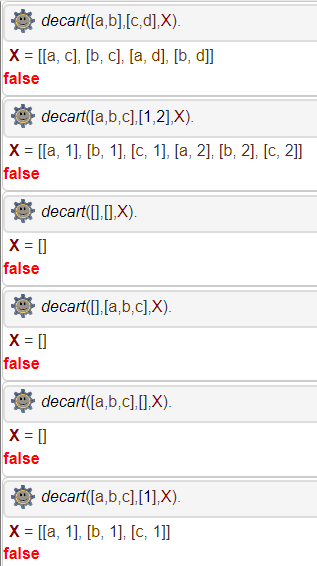 decart([a,b],[c,d],X).
X = [[a, c], [b, c], [a, d], [b, d]]
false
decart([a,b,c],[1,2],X).
X = [[a, 1], [b, 1], [c, 1], [a, 2], [b, 2], [c, 2]]
false
decart([],[],X).
X = []
false
decart([],[a,b,c],X).
X = []
false
decart([a,b,c],[],X).
X = []
false
decart([a,b,c],[1],X).
X = [[a, 1], [b, 1], [c, 1]]
false